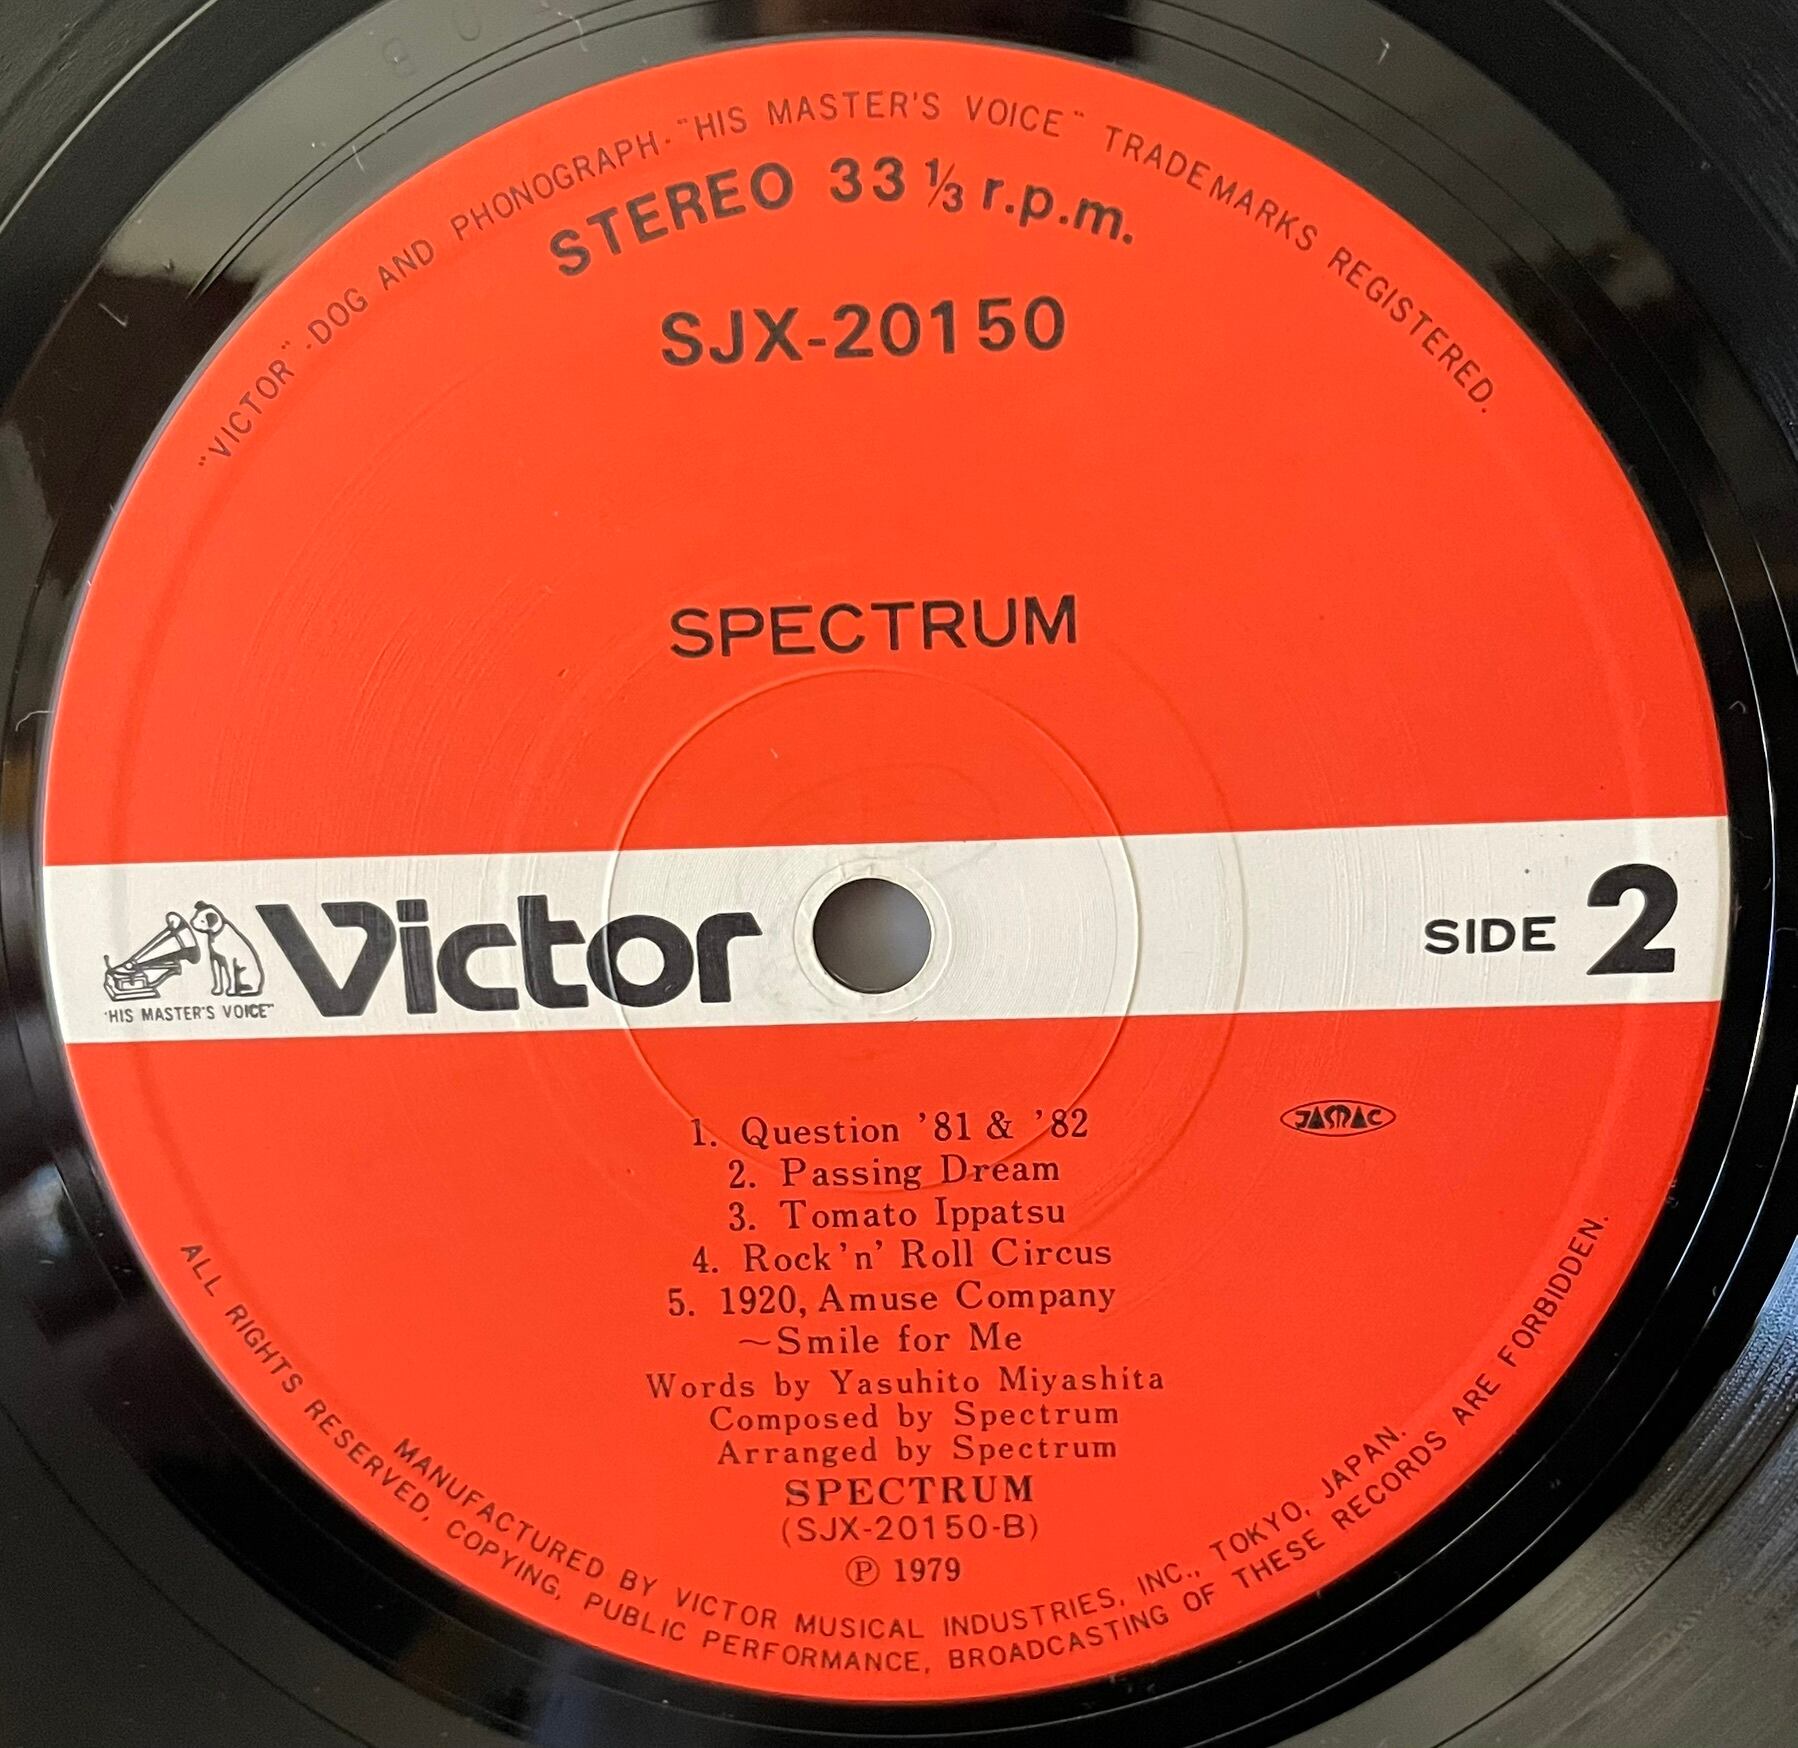 "VICTOR"·DOG AND PHONOGRAPH·"HIS MASTER'S VOICE" TRADEMARKS REGISTERED.
STEREO 33 1/3 r.p.m.
SJX-20150
SPECTRUM
Victor
"HIS MASTER'S VOICE"
SIDE 2
JASRAC
1. Question '81 & '82
2. Passing Dream
3. Tomato Ippatsu
4. Rock 'n' Roll Circus
5. 1920, Amuse Company
~Smile for Me
Words by Yasuhito Miyashita
Composed by Spectrum
Arranged by Spectrum
SPECTRUM
(SJX-20150-B)
Ⓟ 1979
MANUFACTURED BY VICTOR MUSICAL INDUSTRIES, INC., TOKYO, JAPAN.
ALL RIGHTS RESERVED, COPYING, PUBLIC PERFORMANCE, BROADCASTING OF THESE RECORDS ARE FORBIDDEN.